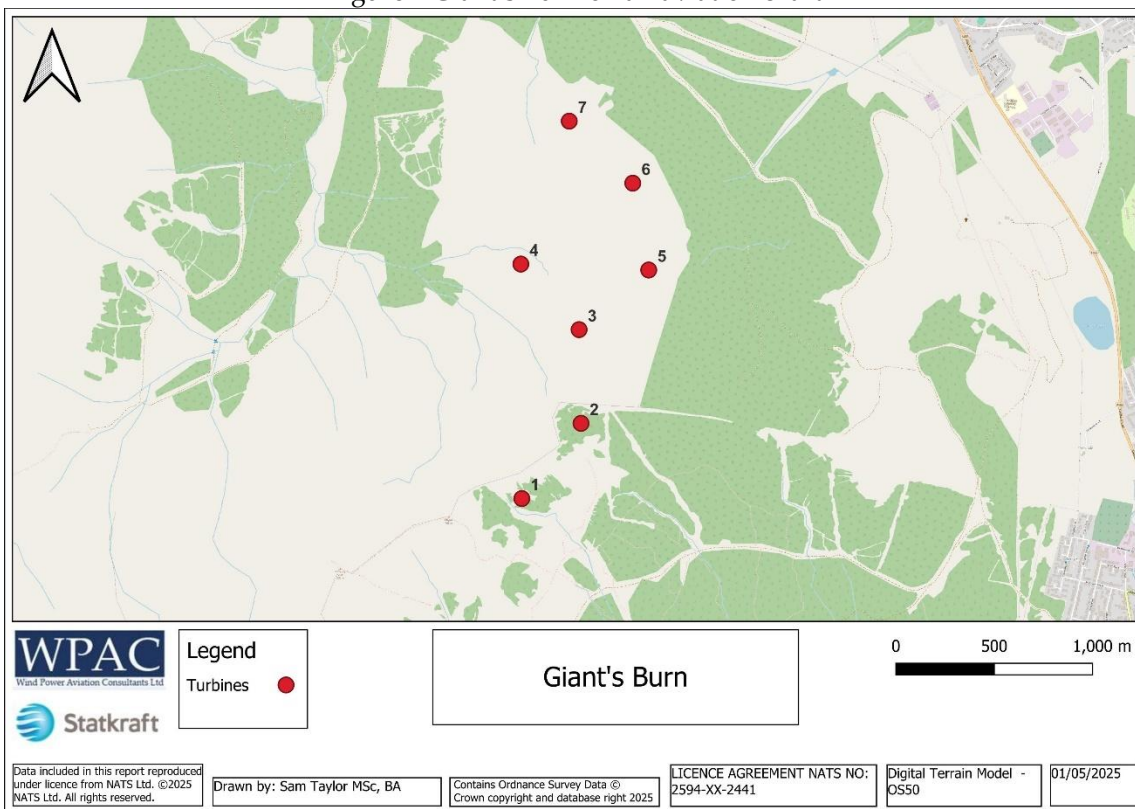 7
6
4
5
3
2
1
WPAC
Wind Power Aviation Consultants Ltd
Statkraft
Legend
Turbines
Giant's Burn
0 500 1,000 m
Data included in this report reproduced
under licence from NATS Ltd. ©2025
NATS Ltd. All rights reserved.
Drawn by: Sam Taylor MSc, BA
Contains Ordnance Survey Data ©
Crown copyright and database right 2025
LICENCE AGREEMENT NATS NO:
2594-XX-2441
Digital Terrain Model -
OS50
01/05/2025